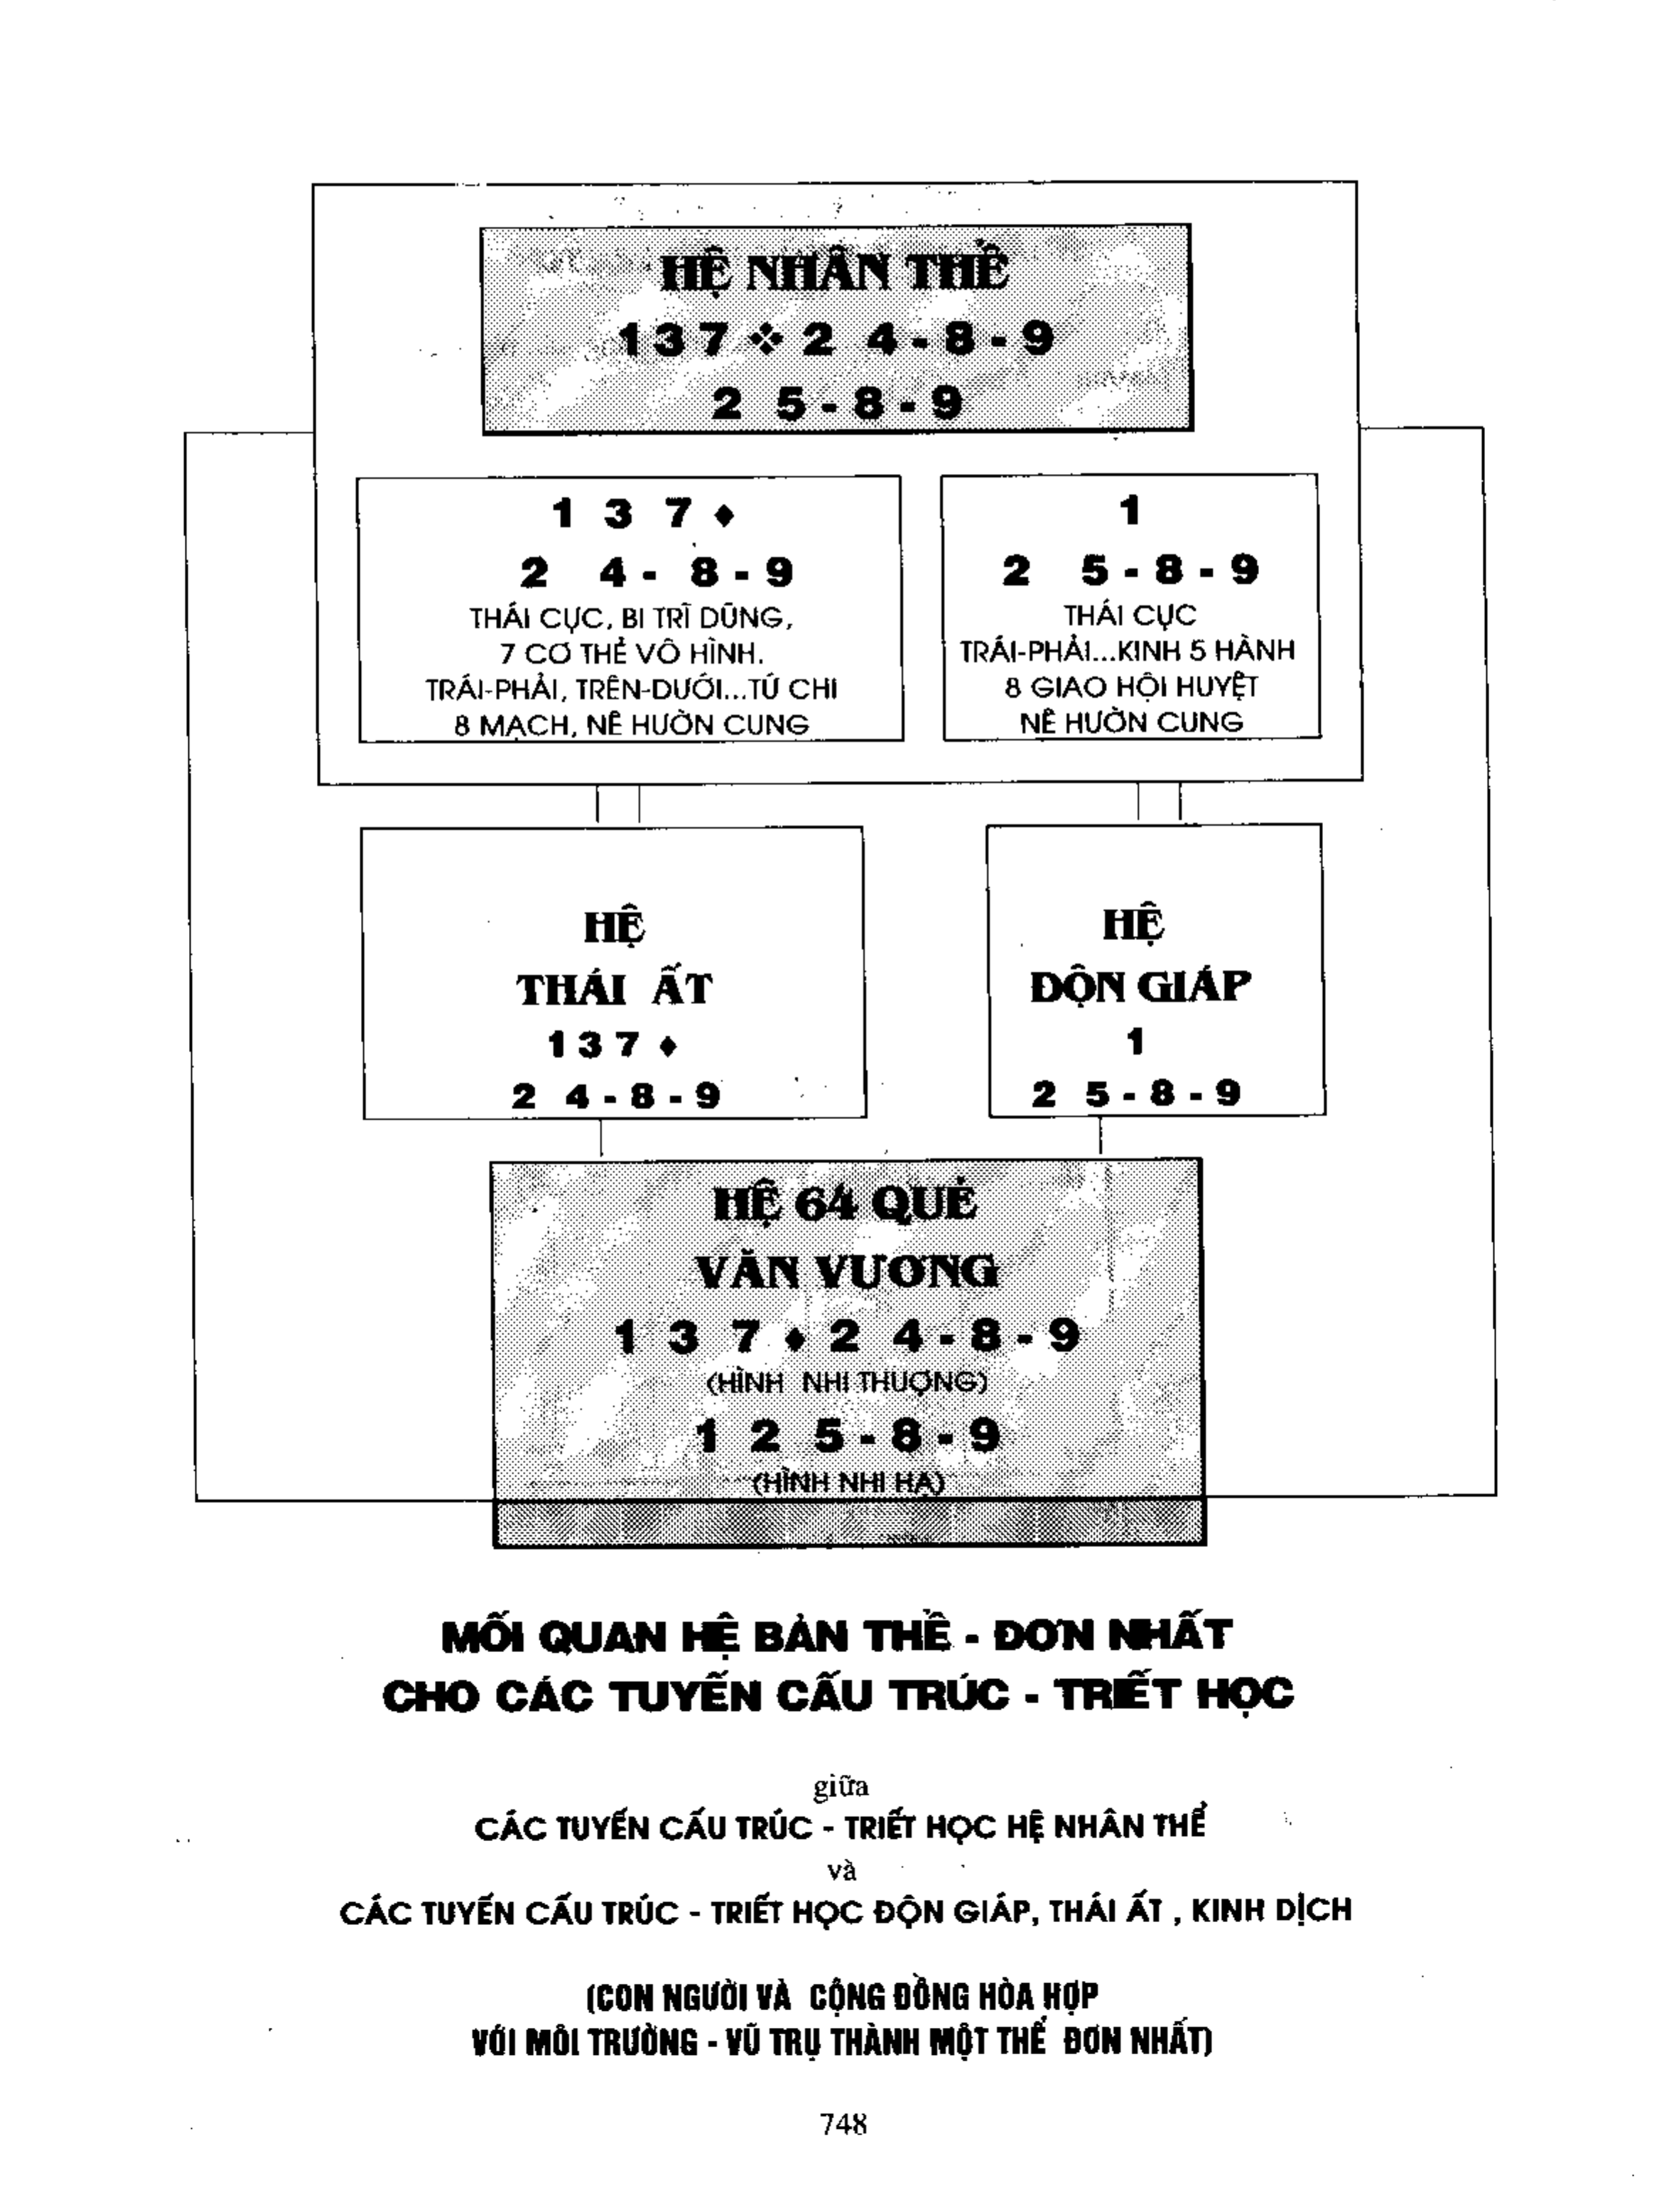 HỆ NHÂN THỂ
137❖2 4-8-9
2 5-8-9
1 3 7♦
2 4- 8-9
THÁI CỰC, BI TRĨ DŨNG,
7 CƠ THỂ VÔ HÌNH.
TRÁI-PHẢI, TRÊN-DƯỚI...TỨ CHI
8 MẠCH, NÊ HƯỜN CUNG
1
2 5-8-9
THÁI CỰC
TRÁI-PHẢI...KINH 5 HÀNH
8 GIAO HỘI HUYỆT
NÊ HƯỜN CUNG
HỆ
THÁI ẤT
137♦
2 4-8-9
HỆ
ĐỘN GIÁP
1
2 5-8-9
HỆ 64 QUẺ
VĂN VƯƠNG
1 3 7♦2 4-8-9
(HÌNH NHI THUỢNG)
1 2 5-8-9
(HÌNH NHI HẠ)
MỐI QUAN HỆ BẢN THỂ - ĐƠN NHẤT
CHO CÁC TUYẾN CẤU TRÚC - TRIẾT HỌC
giữa
CÁC TUYẾN CẤU TRÚC - TRIẾT HỌC HỆ NHÂN THỂ
và
CÁC TUYẾN CẤU TRÚC - TRIẾT HỌC ĐỘN GIÁP, THÁI ẤT , KINH DỊCH
(CON NGƯỜI VÀ CỘNG ĐỒNG HÒA HỢP
VỚI MÔI TRƯỜNG - VŨ TRỤ THÀNH MỘT THỂ ĐƠN NHẤT)
748